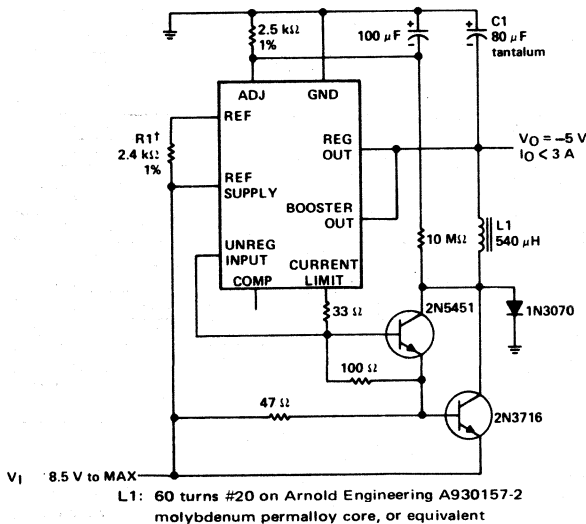 2.5 kΩ
1%
100 μF
+
-
C1
80 μF
tantalum
+
-
ADJ
GND
REF
R1†
2.4 kΩ
1%
REG
OUT
VO = –5 V
IO < 3 A
REF
SUPPLY
BOOSTER
OUT
L1
540 μH
10 MΩ
UNREG
INPUT
CURRENT
LIMIT
COMP
33 Ω
2N5451
1N3070
100 Ω
47 Ω
2N3716
VI 8.5 V to MAX
L1: 60 turns #20 on Arnold Engineering A930157-2
molybdenum permalloy core, or equivalent